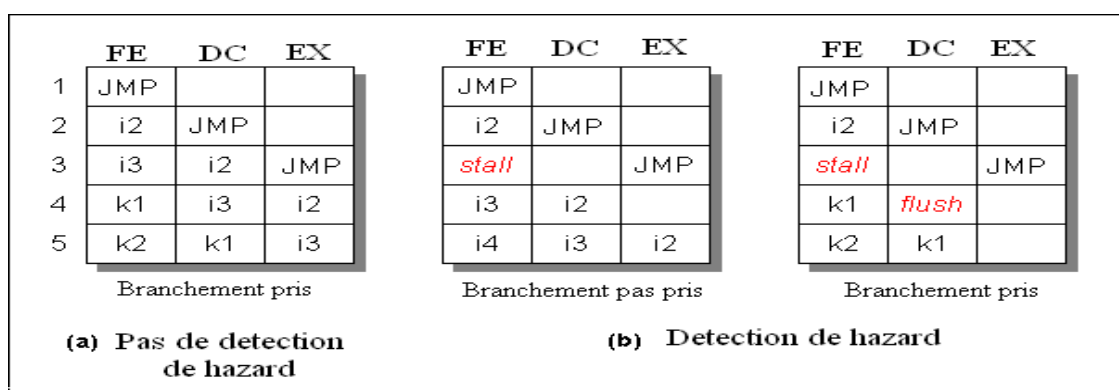 FE DC EX
1 JMP
2 i2 JMP
3 i3 i2 JMP
4 k1 i3 i2
5 k2 k1 i3
Branchement pris
(a) Pas de detection
de hazard
FE DC EX
JMP
i2 JMP
stall JMP
i3 i2
i4 i3 i2
Branchement pas pris
FE DC EX
JMP
i2 JMP
stall JMP
k1 flush
k2 k1
Branchement pris
(b) Detection de hazard